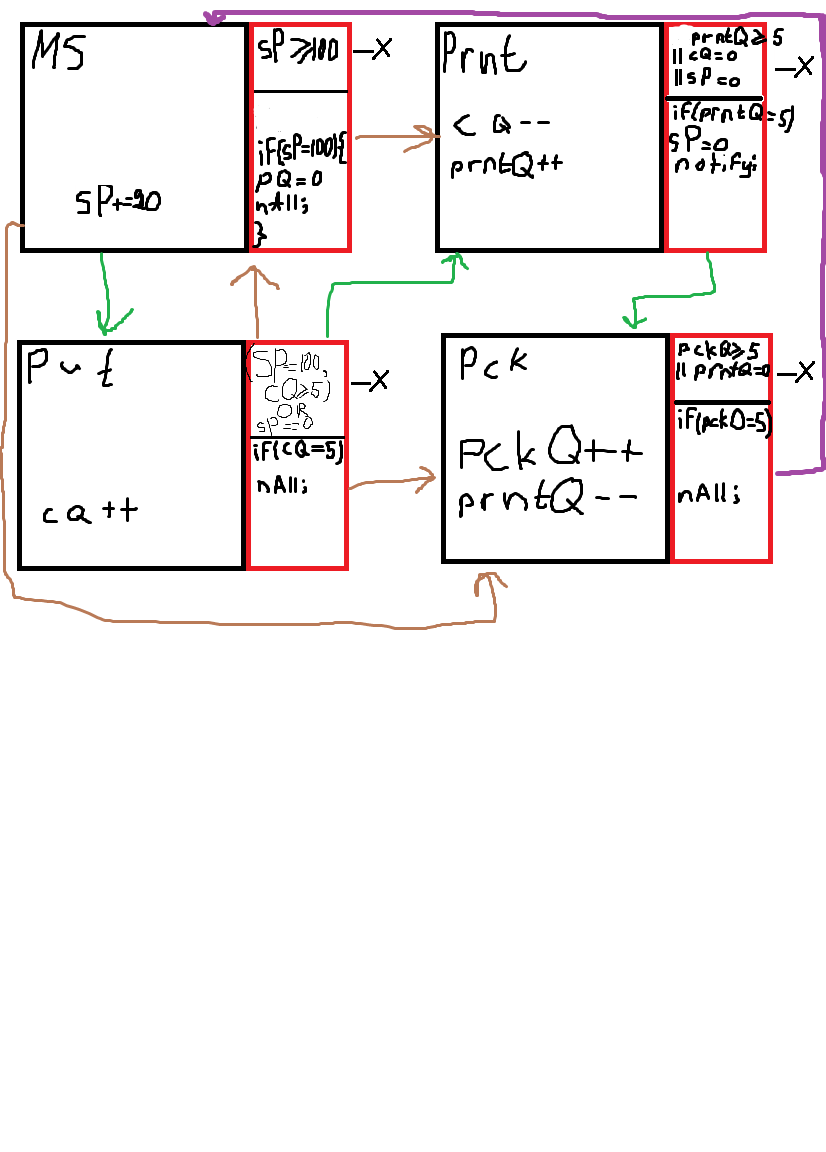 MS
sP+=20
sP≥100
–X
if(sP=100){
pQ=0
nAll;
}
Prnt
cQ--
prntQ++
prntQ≥5
||cQ=0
||sP=0
–X
if(prntQ=5)
sP=0
notify;
Put
cQ++
(SP=100,
cQ≥5)
OR
sP==0
–X
if(cQ=5)
nAll;
Pck
PckQ++
prntQ--
pckQ≥5
|| prntQ=0
–X
if(pckQ=5)
nAll;